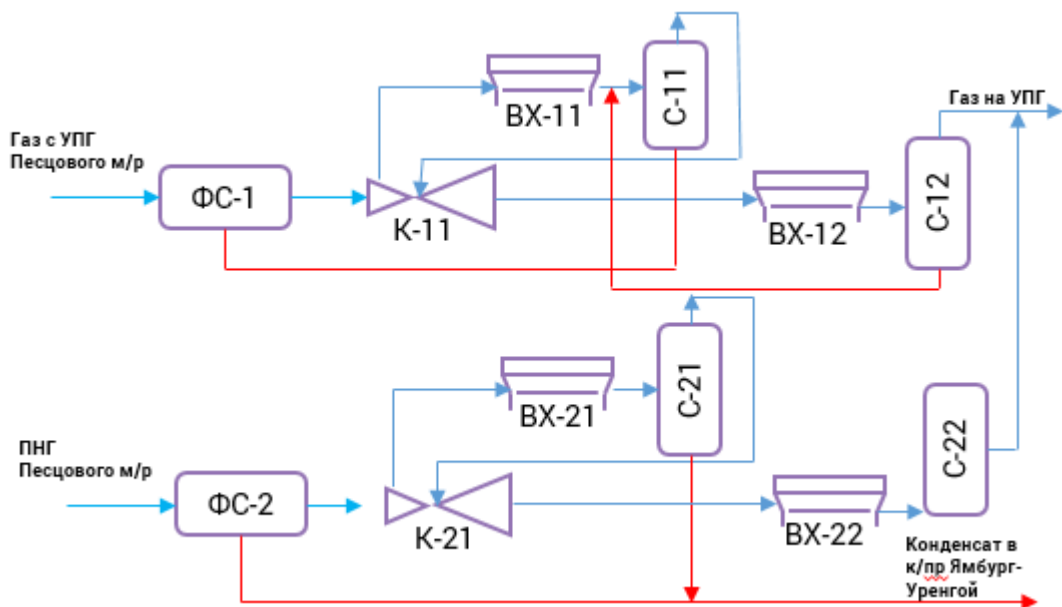 ВХ-11
С-11
Газ на УПГ
Газ с УПГ
Песцового м/р
ФС-1
К-11
ВХ-12
С-12
ВХ-21
С-21
С-22
ПНГ
Песцового м/р
ФС-2
К-21
ВХ-22
Конденсат в
к/пр Ямбург-
Уренгой